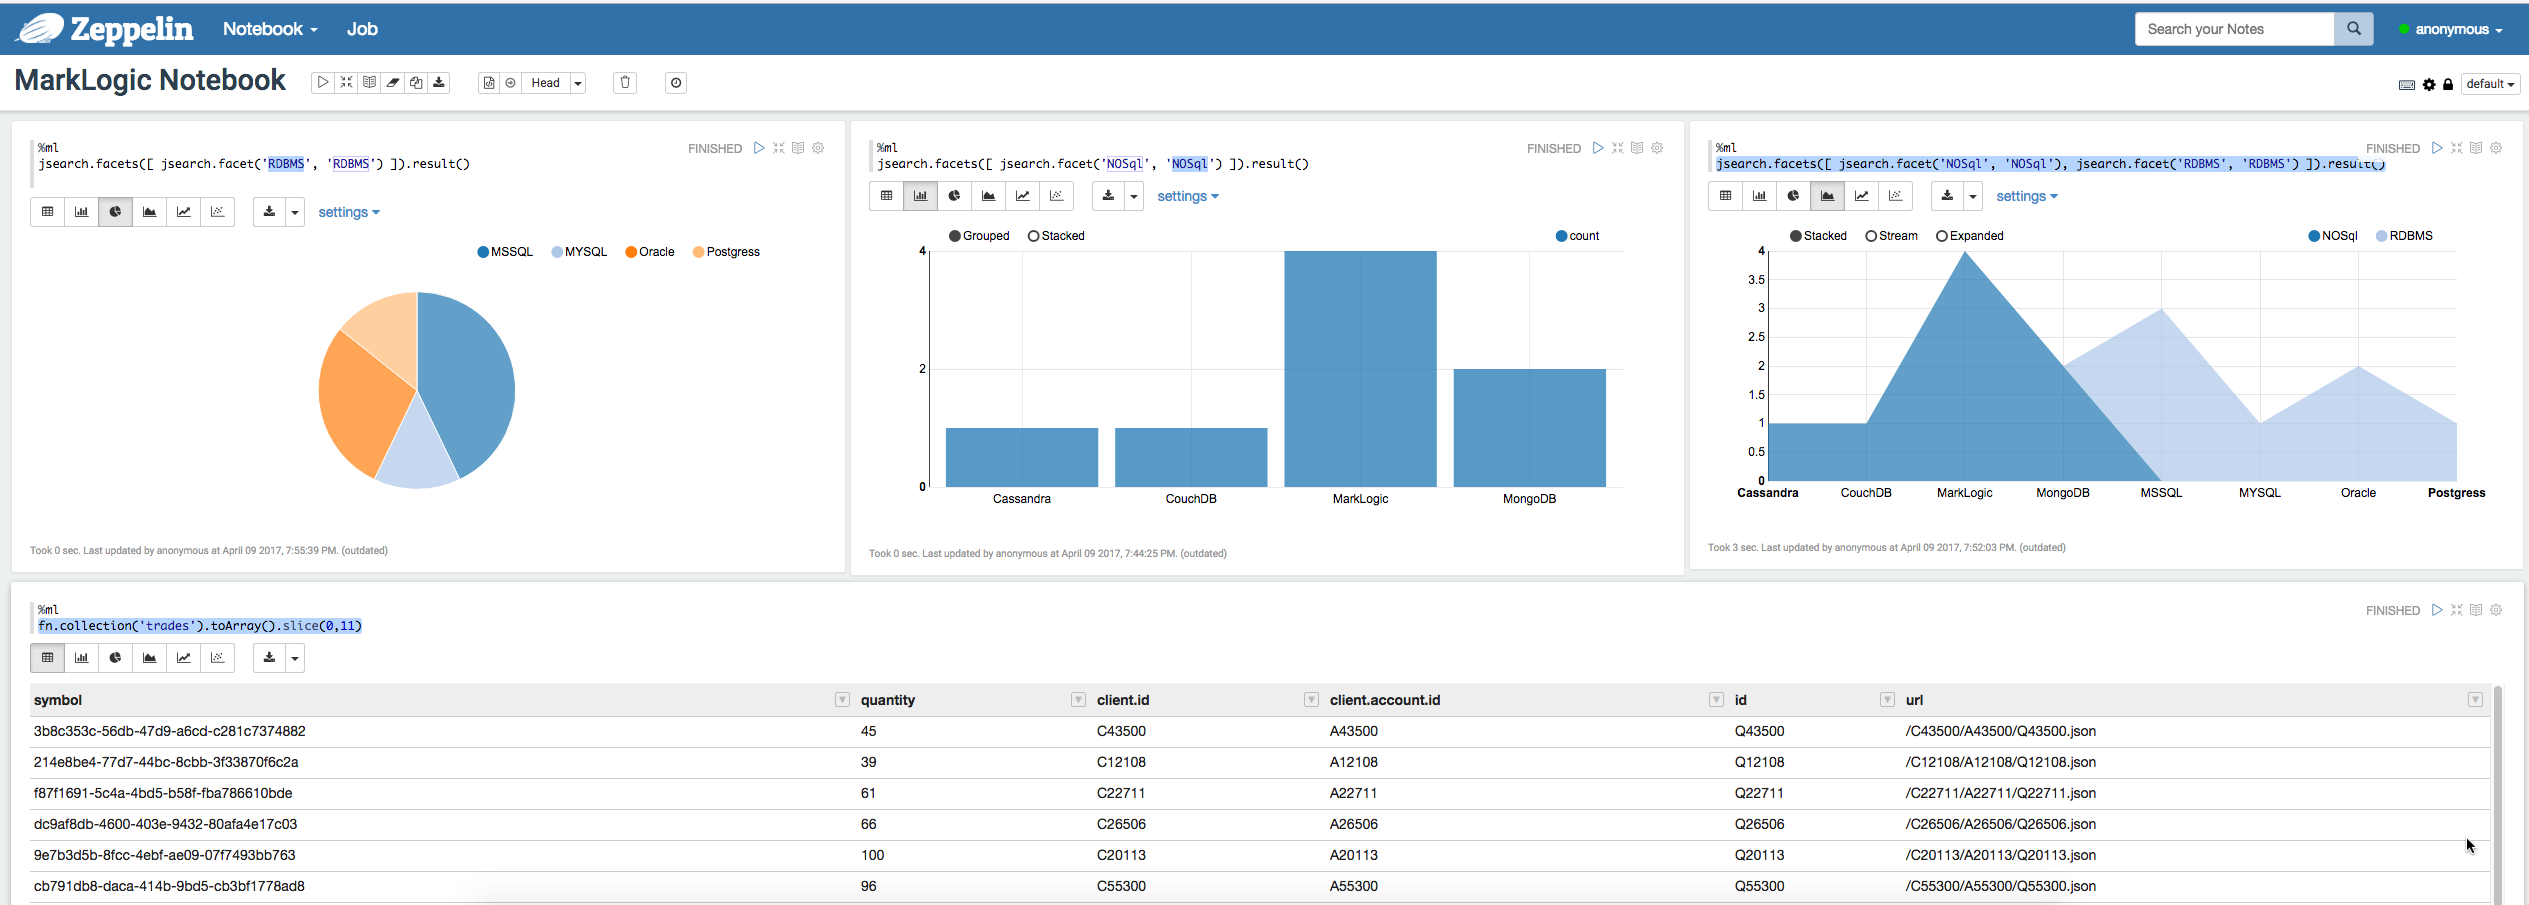 Zeppelin Notebook Job Search your Notes anonymous
MarkLogic Notebook Head default
%ml FINISHED
jsearch.facets([ jsearch.facet('RDBMS', 'RDBMS') ]).result()
settings
MSSQL MYSQL Oracle Postgress
Took 0 sec. Last updated by anonymous at April 09 2017, 7:55:39 PM. (outdated)
%ml FINISHED
jsearch.facets([ jsearch.facet('NOSql', 'NOSql') ]).result()
settings
Grouped Stacked count
4
2
0
Cassandra CouchDB MarkLogic MongoDB
Took 0 sec. Last updated by anonymous at April 09 2017, 7:44:25 PM. (outdated)
%ml FINISHED
jsearch.facets([ jsearch.facet('NOSql', 'NOSql'), jsearch.facet('RDBMS', 'RDBMS') ]).result()
settings
Stacked Stream Expanded NOSql RDBMS
4
3.5
3
2.5
2
1.5
1
0.5
0
Cassandra CouchDB MarkLogic MongoDB MSSQL MYSQL Oracle Postgress
Took 3 sec. Last updated by anonymous at April 09 2017, 7:52:03 PM. (outdated)
%ml FINISHED
fn.collection('trades').toArray().slice(0,11)
symbol quantity client.id client.account.id id url
3b8c353c-56db-47d9-a6cd-c281c7374882 45 C43500 A43500 Q43500 /C43500/A43500/Q43500.json
214e8be4-77d7-44bc-8cbb-3f33870f6c2a 39 C12108 A12108 Q12108 /C12108/A12108/Q12108.json
f87f1691-5c4a-4bd5-b58f-fba786610bde 61 C22711 A22711 Q22711 /C22711/A22711/Q22711.json
dc9af8db-4600-403e-9432-80afa4e17c03 66 C26506 A26506 Q26506 /C26506/A26506/Q26506.json
9e7b3d5b-8fcc-4ebf-ae09-07f7493bb763 100 C20113 A20113 Q20113 /C20113/A20113/Q20113.json
cb791db8-daca-414b-9bd5-cb3bf1778ad8 96 C55300 A55300 Q55300 /C55300/A55300/Q55300.json